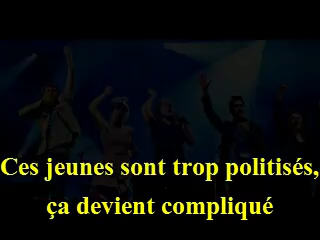 Ces jeunes sont trop politisés,
ça devient compliqué